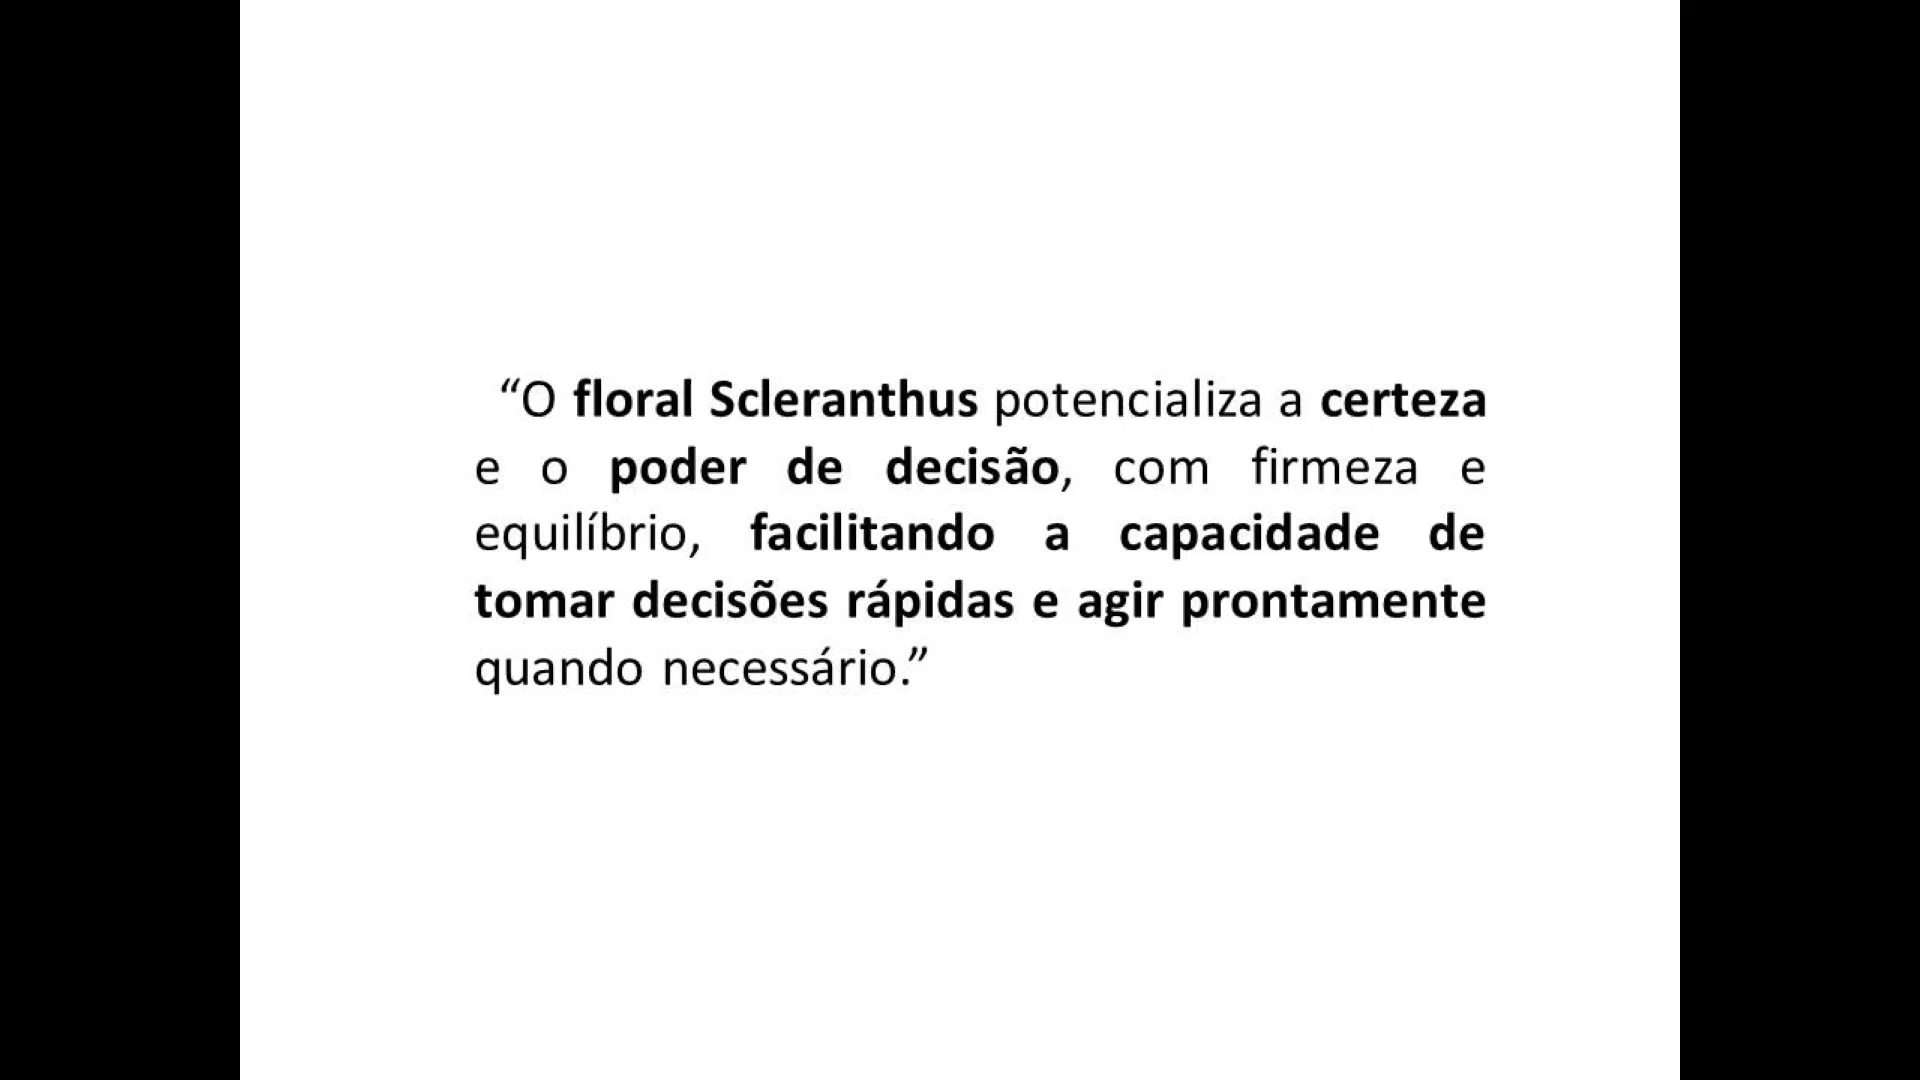 “O floral Scleranthus potencializa a certeza
e o poder de decisão, com firmeza e
equilíbrio, facilitando a capacidade de
tomar decisões rápidas e agir prontamente
quando necessário.”